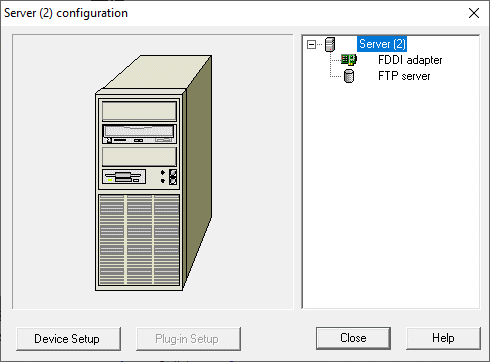 Server (2) configuration
Server (2)
FDDI adapter
FTP server
Device Setup
Plug-in Setup
Close
Help